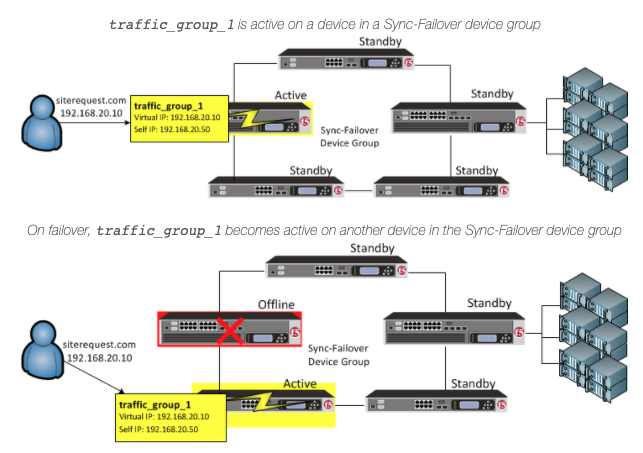 traffic_group_1 is active on a device in a Sync-Failover device group
Standby
siterequest.com
192.168.20.10
traffic_group_1
Virtual IP: 192.168.20.10
Self IP: 192.168.20.50
Active
Standby
Sync-Failover
Device Group
Standby
Standby
On failover, traffic_group_1 becomes active on another device in the Sync-Failover device group
Standby
Offline
Standby
siterequest.com
192.168.20.10
Sync-Failover
Device Group
Active
Standby
traffic_group_1
Virtual IP: 192.168.20.10
Self IP: 192.168.20.50